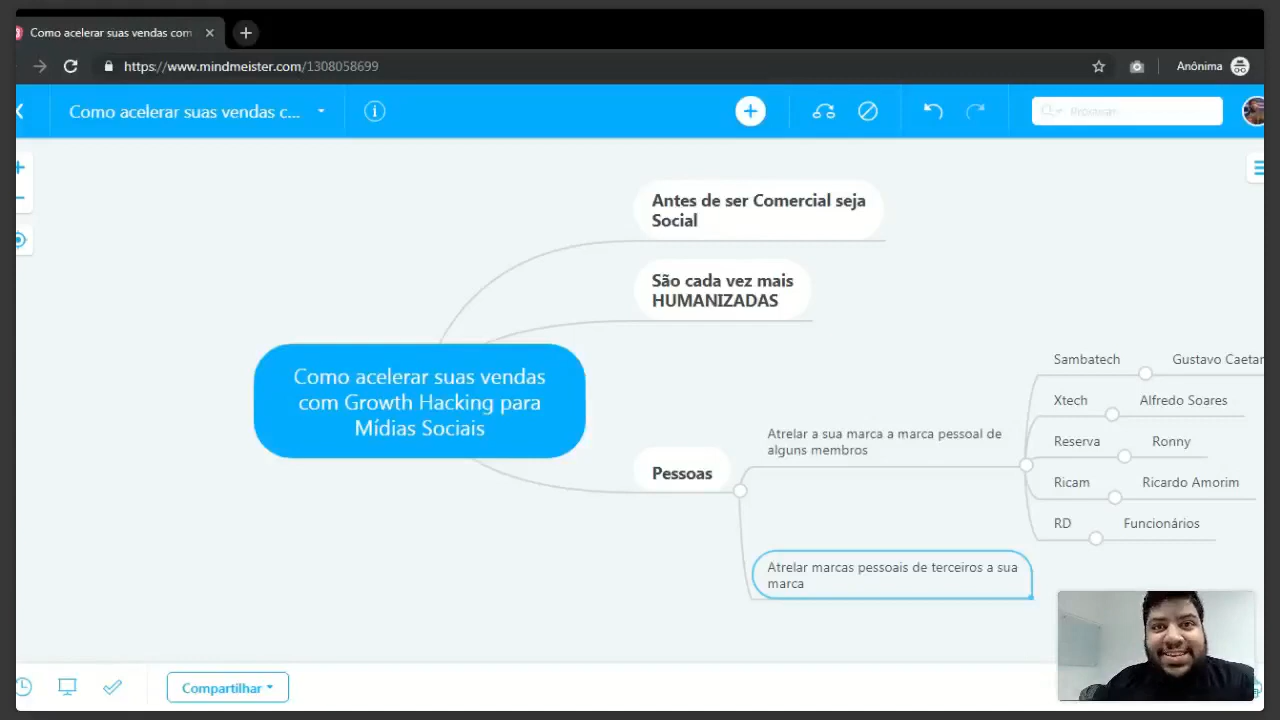 Como acelerar suas vendas com
https://www.mindmeister.com/1308058699
Anônima
Como acelerar suas vendas c...
Antes de ser Comercial seja
Social
São cada vez mais
HUMANIZADAS
Como acelerar suas vendas
com Growth Hacking para
Mídias Sociais
Pessoas
Atrelar a sua marca a marca pessoal de
alguns membros
Sambatech
Gustavo Caetan
Xtech
Alfredo Soares
Reserva
Ronny
Ricam
Ricardo Amorim
RD
Funcionários
Atrelar marcas pessoais de terceiros a sua
marca
Compartilhar